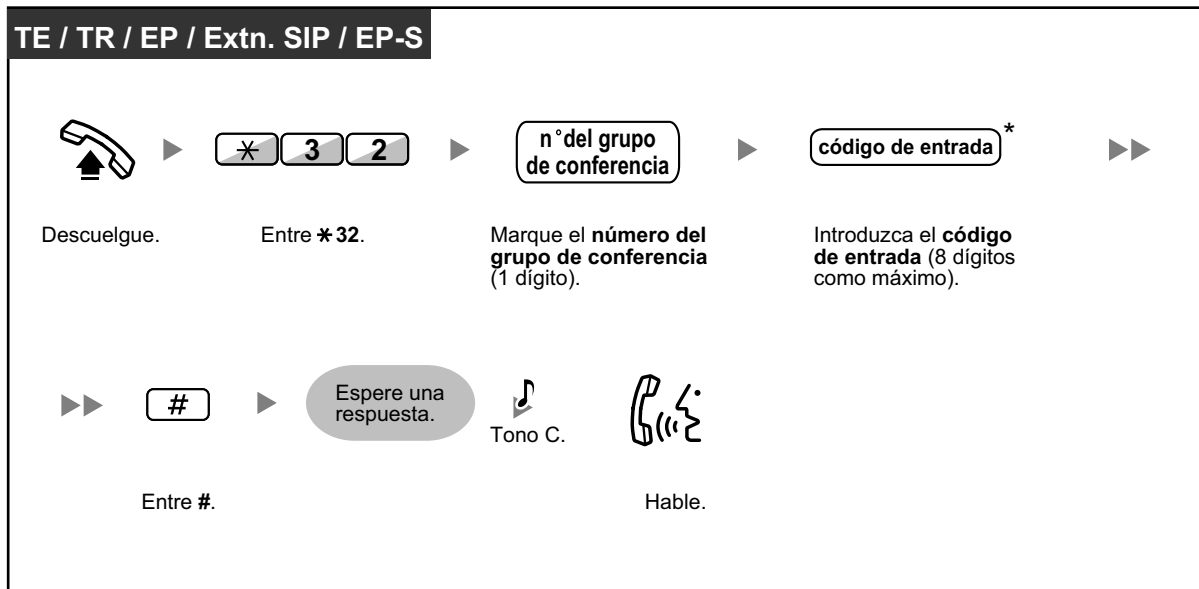 TE / TR / EP / Extn. SIP / EP-S
* 3 2
n° del grupo
de conferencia
código de entrada *
Descuelgue.
Entre *32.
Marque el número del
grupo de conferencia
(1 dígito).
Introduzca el código
de entrada (8 dígitos
como máximo).
#
Espere una
respuesta.
Tono C.
Entre #.
Hable.